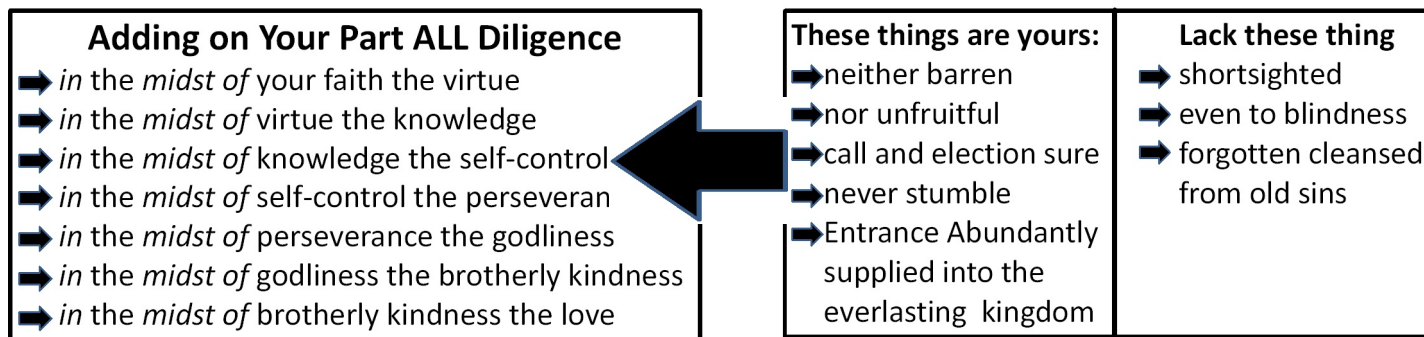 Adding on Your Part ALL Diligence
in the midst of your faith the virtue
in the midst of virtue the knowledge
in the midst of knowledge the self-control
in the midst of self-control the perseveran
in the midst of perseverance the godliness
in the midst of godliness the brotherly kindness
in the midst of brotherly kindness the love
These things are yours:
neither barren
nor unfruitful
call and election sure
never stumble
Entrance Abundantly
supplied into the
everlasting kingdom
Lack these thing
shortsighted
even to blindness
forgotten cleansed
from old sins